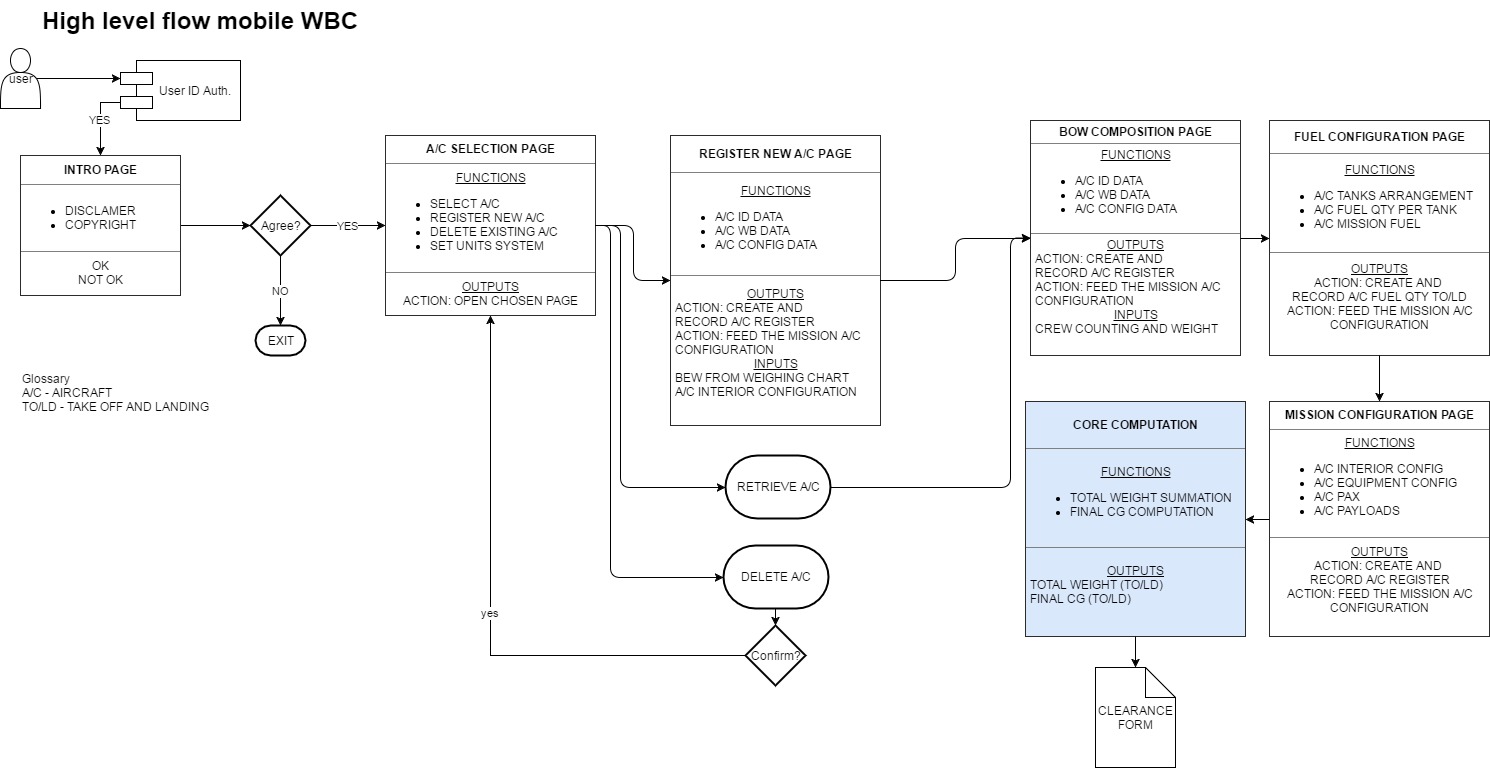 High level flow mobile WBC
user
User ID Auth.
YES
INTRO PAGE
DISCLAMER
COPYRIGHT
OK
NOT OK
Agree?
YES
NO
EXIT
Glossary
A/C - AIRCRAFT
TO/LD - TAKE OFF AND LANDING
A/C SELECTION PAGE
FUNCTIONS
SELECT A/C
REGISTER NEW A/C
DELETE EXISTING A/C
SET UNITS SYSTEM
OUTPUTS
ACTION: OPEN CHOSEN PAGE
REGISTER NEW A/C PAGE
FUNCTIONS
A/C ID DATA
A/C WB DATA
A/C CONFIG DATA
OUTPUTS
ACTION: CREATE AND
RECORD A/C REGISTER
ACTION: FEED THE MISSION A/C
CONFIGURATION
INPUTS
BEW FROM WEIGHING CHART
A/C INTERIOR CONFIGURATION
RETRIEVE A/C
DELETE A/C
Confirm?
yes
BOW COMPOSITION PAGE
FUNCTIONS
A/C ID DATA
A/C WB DATA
A/C CONFIG DATA
OUTPUTS
ACTION: CREATE AND
RECORD A/C REGISTER
ACTION: FEED THE MISSION A/C
CONFIGURATION
INPUTS
CREW COUNTING AND WEIGHT
FUEL CONFIGURATION PAGE
FUNCTIONS
A/C TANKS ARRANGEMENT
A/C FUEL QTY PER TANK
A/C MISSION FUEL
OUTPUTS
ACTION: CREATE AND
RECORD A/C FUEL QTY TO/LD
ACTION: FEED THE MISSION A/C
CONFIGURATION
MISSION CONFIGURATION PAGE
FUNCTIONS
A/C INTERIOR CONFIG
A/C EQUIPMENT CONFIG
A/C PAX
A/C PAYLOADS
OUTPUTS
ACTION: CREATE AND
RECORD A/C REGISTER
ACTION: FEED THE MISSION A/C
CONFIGURATION
CORE COMPUTATION
FUNCTIONS
TOTAL WEIGHT SUMMATION
FINAL CG COMPUTATION
OUTPUTS
TOTAL WEIGHT (TO/LD)
FINAL CG (TO/LD)
CLEARANCE
FORM